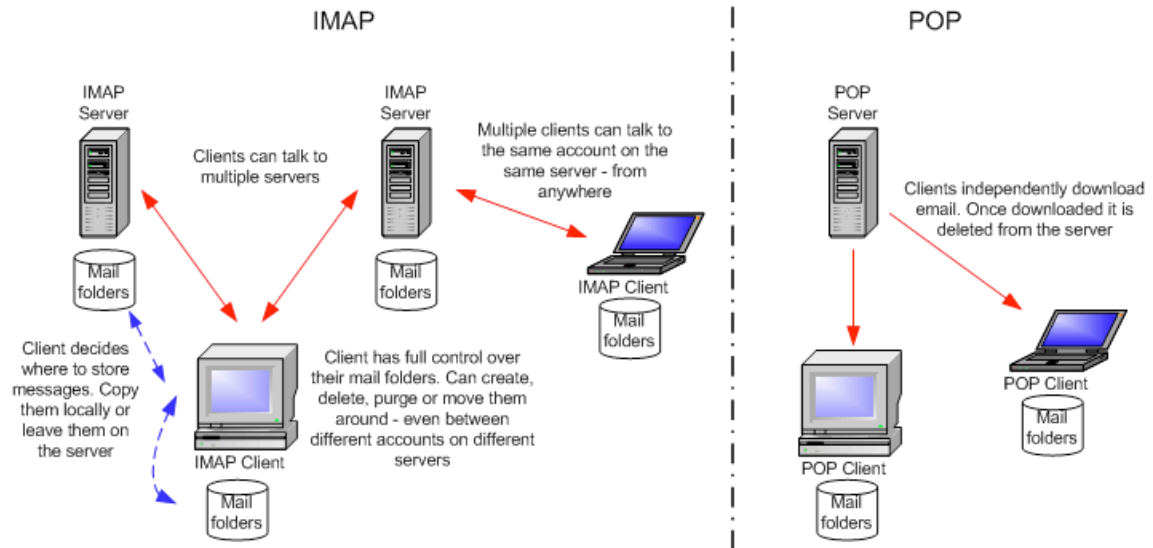 IMAP
POP
IMAP
Server
IMAP
Server
POP
Server
Clients can talk to
multiple servers
Multiple clients can talk to
the same account on the
same server - from
anywhere
Clients independently download
email. Once downloaded it is
deleted from the server
Mail
folders
Mail
folders
IMAP Client
Mail
folders
Client decides
where to store
messages. Copy
them locally or
leave them on
the server
Client has full control over
their mail folders. Can create,
delete, purge or move them
around - even between
different accounts on different
servers
IMAP Client
Mail
folders
POP Client
Mail
folders
POP Client
Mail
folders